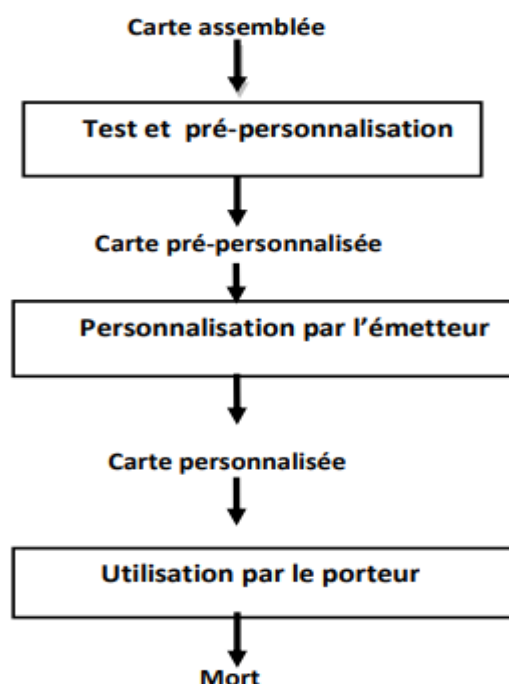 Carte assemblée
Test et pré-personnalisation
Carte pré-personnalisée
Personnalisation par l'émetteur
Carte personnalisée
Utilisation par le porteur
Mort